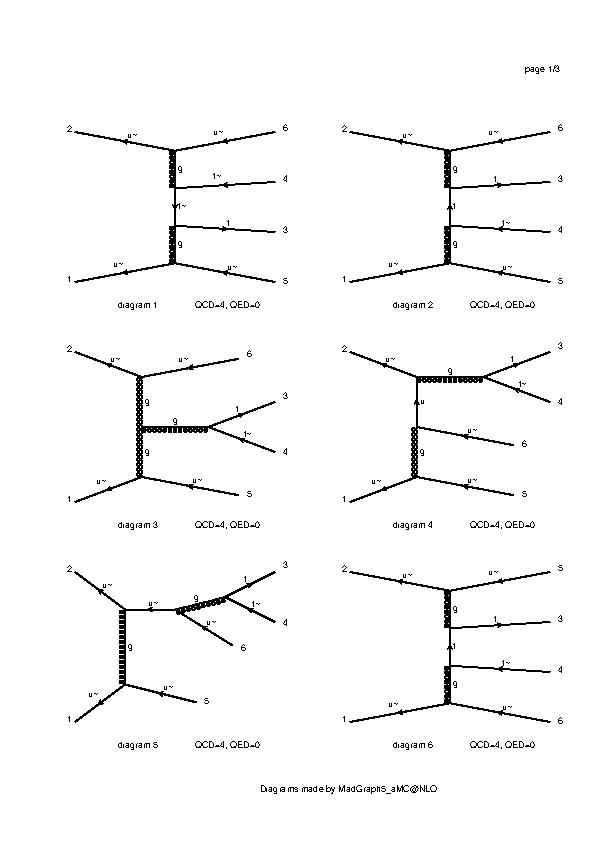 page 1/3
2 u~ u~ 6
g
1~ 4
1~
1 3
g
1 u~ u~ 5
diagram 1 QCD=4, QED=0
2 u~ u~ 6
g
1 3
1
1~ 4
g
1 u~ u~ 5
diagram 2 QCD=4, QED=0
2 u~ u~ 6
g
g 1 3
1~ 4
g
1 u~ u~ 5
diagram 3 QCD=4, QED=0
2 u~ g 1 3
1~ 4
u
u~ 6
g
1 u~ u~ 5
diagram 4 QCD=4, QED=0
2 u~ u~ g 1 3
1~ 4
u~ 6
g
1 u~ u~ 5
diagram 5 QCD=4, QED=0
2 u~ u~ 5
g
1 3
1
1~ 4
g
1 u~ u~ 6
diagram 6 QCD=4, QED=0
Diagrams made by MadGraph5_aMC@NLO